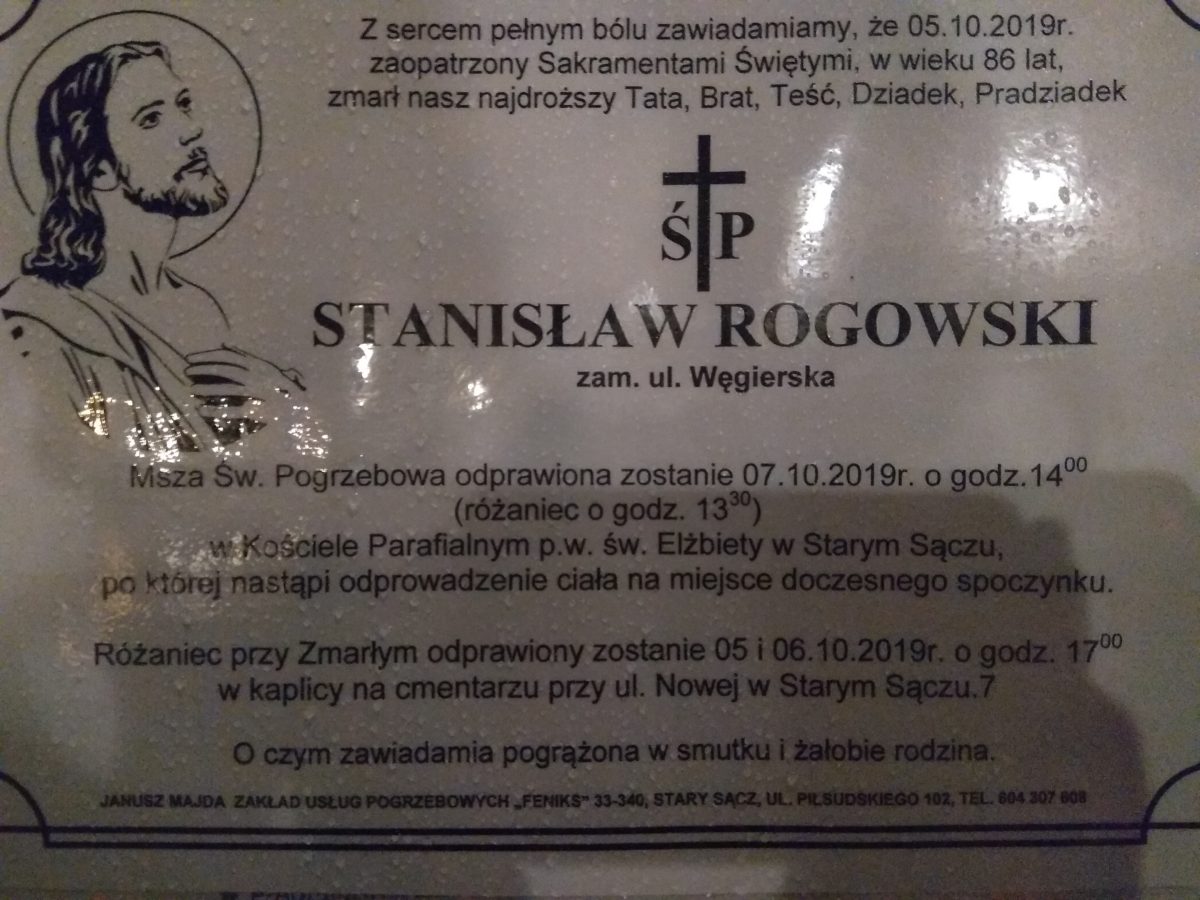 Z sercem pełnym bólu zawiadamiamy, że 05.10.2019r.
zaopatrzony Sakramentami Świętymi, w wieku 86 lat,
zmarł nasz najdroższy Tata, Brat, Teść, Dziadek, Pradziadek
Ś P
STANISŁAW ROGOWSKI
zam. ul. Węgierska
Msza Św. Pogrzebowa odprawiona zostanie 07.10.2019r. o godz.14⁰⁰
(różaniec o godz. 13³⁰)
w Kościele Parafialnym p.w. św. Elżbiety w Starym Sączu,
po której nastąpi odprowadzenie ciała na miejsce doczesnego spoczynku.
Różaniec przy Zmarłym odprawiony zostanie 05 i 06.10.2019r. o godz. 17⁰⁰
w kaplicy na cmentarzu przy ul. Nowej w Starym Sączu.7
O czym zawiadamia pogrążona w smutku i żałobie rodzina.
JANUSZ MAJDA ZAKŁAD USŁUG POGRZEBOWYCH „FENIKS" 33-340, STARY SĄCZ, UL. PIŁSUDSKIEGO 102, TEL. 604 307 608